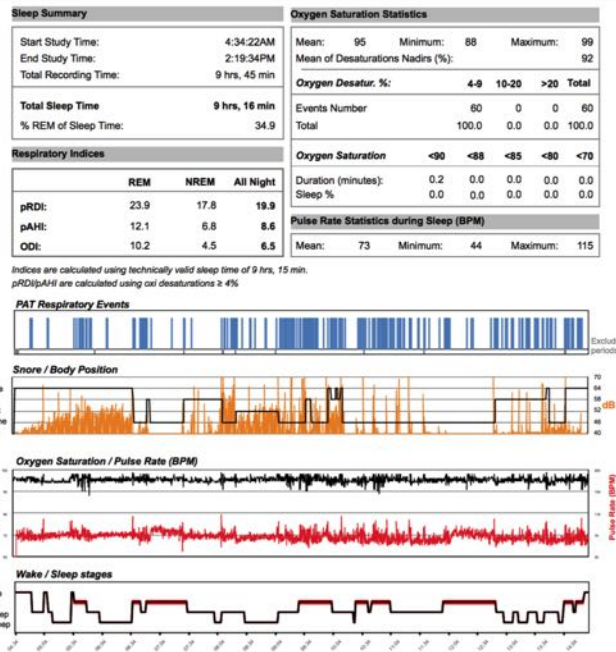 Sleep Summary
Start Study Time: 4:34:22AM
End Study Time: 2:19:34PM
Total Recording Time: 9 hrs, 45 min
Total Sleep Time 9 hrs, 16 min
% REM of Sleep Time: 34.9
Respiratory Indices
REM NREM All Night
pRDI: 23.9 17.8 19.9
pAHI: 12.1 6.8 8.6
ODI: 10.2 4.5 6.5
Oxygen Saturation Statistics
Mean: 95 Minimum: 88 Maximum: 99
Mean of Desaturations Nadirs (%): 92
Oxygen Desatur. %: 4-9 10-20 >20 Total
Events Number 60 0 0 60
Total 100.0 0.0 0.0 100.0
Oxygen Saturation <90 <88 <85 <80 <70
Duration (minutes): 0.2 0.0 0.0 0.0 0.0
Sleep % 0.0 0.0 0.0 0.0 0.0
Pulse Rate Statistics during Sleep (BPM)
Mean: 73 Minimum: 44 Maximum: 115
Indices are calculated using technically valid sleep time of 9 hrs, 15 min.
pRDI/pAHI are calculated using oxi desaturations ≥ 4%
PAT Respiratory Events
Exclud
periods
Snore / Body Position
70
64
58
52
46
40
dB
Oxygen Saturation / Pulse Rate (BPM)
Pulse Rate (BPM)
Wake / Sleep stages